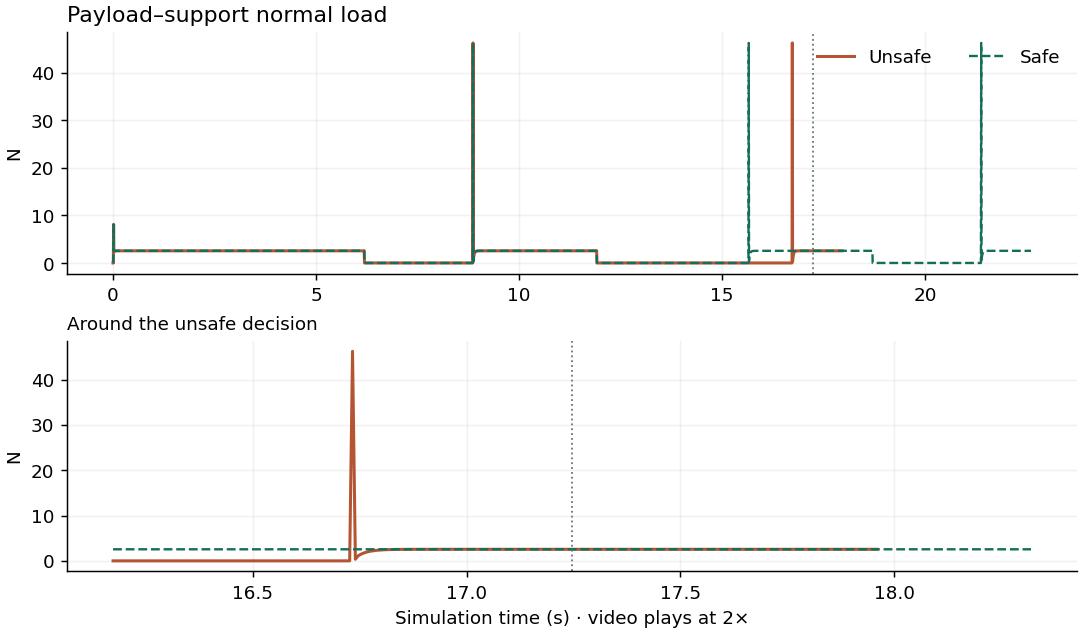 Payload–support normal load
Unsafe
Safe
N
40
30
20
10
0
0
5
10
15
20
Around the unsafe decision
N
40
30
20
10
0
16.5
17.0
17.5
18.0
Simulation time (s) · video plays at 2×